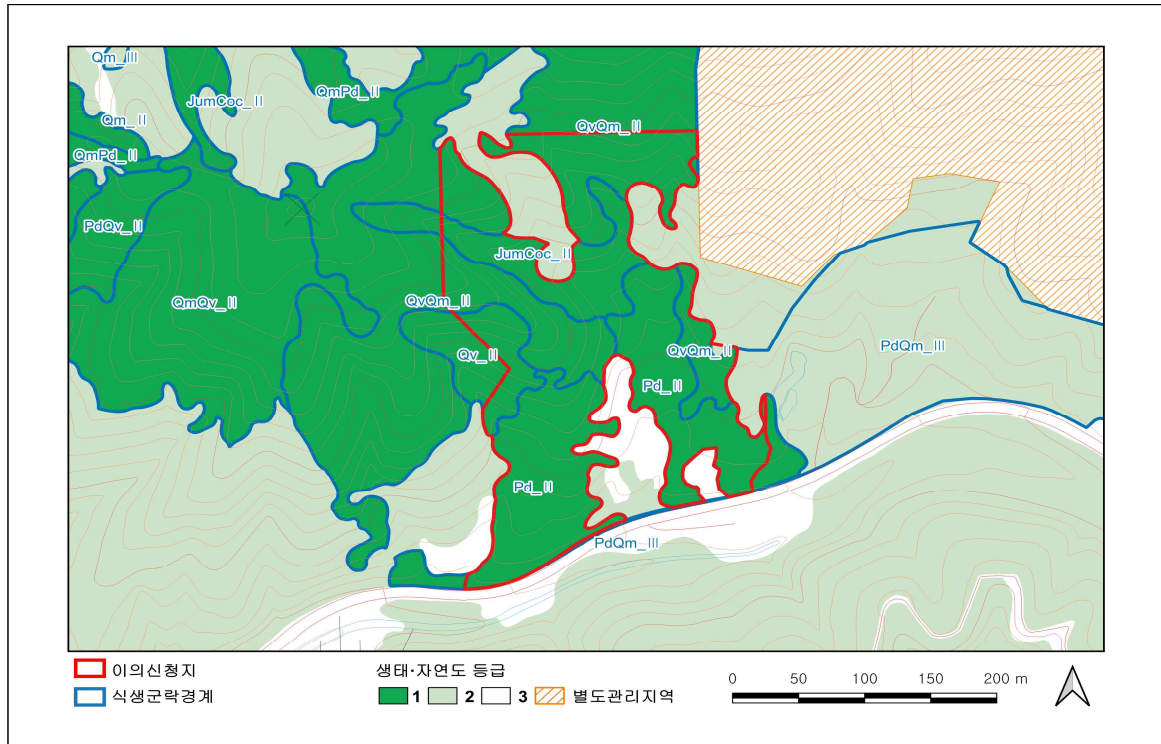 Qm_Ⅲ
QmPd_Ⅱ
JumCoc_Ⅱ
Qm_Ⅱ
QvQm_Ⅱ
QmPd_Ⅱ
PdQv_Ⅱ
JumCoc_Ⅱ
QmQv_Ⅱ
QvQm_Ⅱ
PdQm_Ⅲ
QvQm_Ⅱ
Qv_Ⅱ
Pd_Ⅱ
Pd_Ⅱ
PdQm_Ⅲ
이의신청지
식생군락경계
생태·자연도 등급
1 2 3 별도관리지역
0 50 100 150 200 m